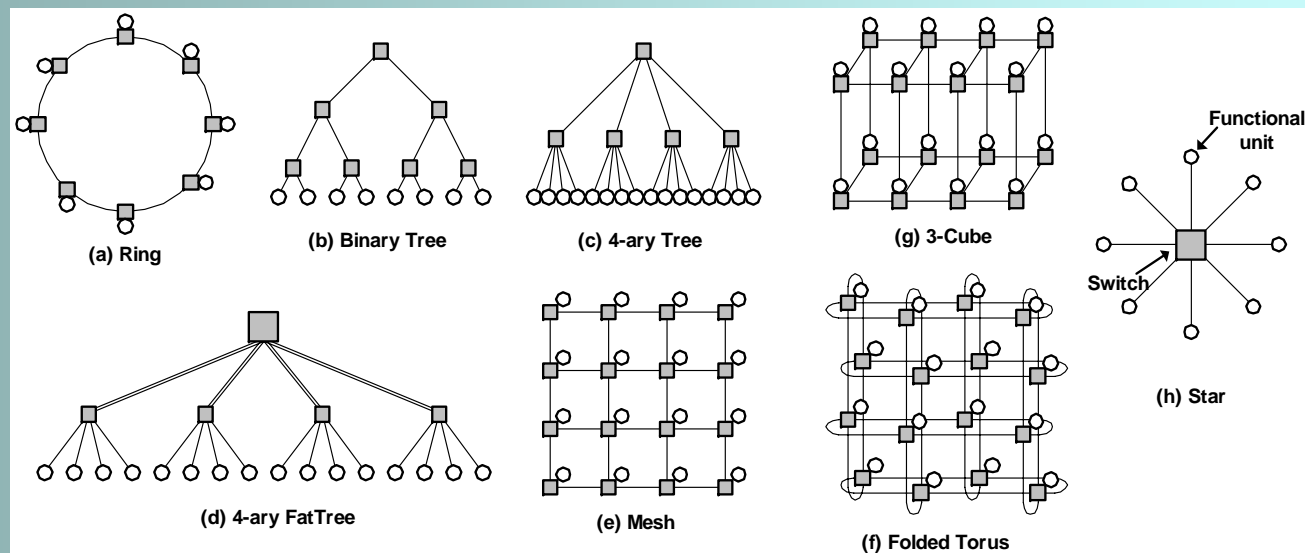 (a) Ring
(b) Binary Tree
(c) 4-ary Tree
(g) 3-Cube
Functional
unit
Switch
(h) Star
(d) 4-ary FatTree
(e) Mesh
(f) Folded Torus